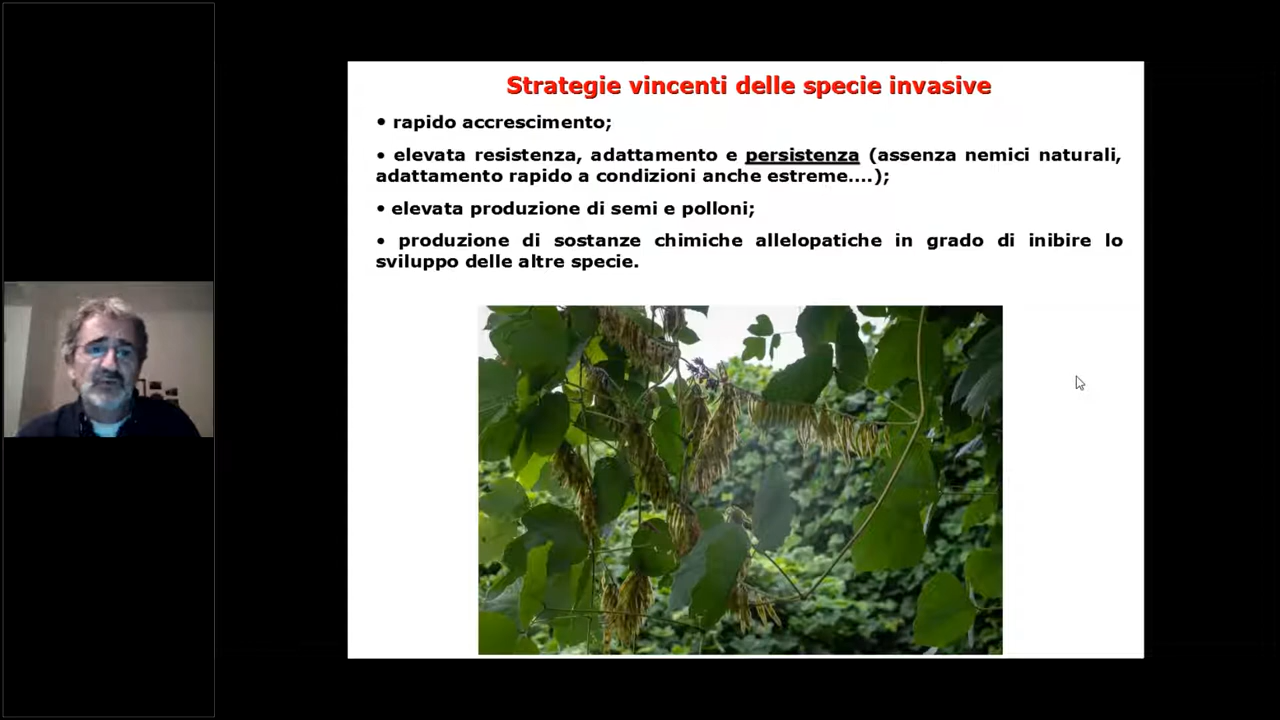 Strategie vincenti delle specie invasive
• rapido accrescimento;
• elevata resistenza, adattamento e persistenza (assenza nemici naturali,
adattamento rapido a condizioni anche estreme....);
• elevata produzione di semi e polloni;
• produzione di sostanze chimiche allelopatiche in grado di inibire lo
sviluppo delle altre specie.